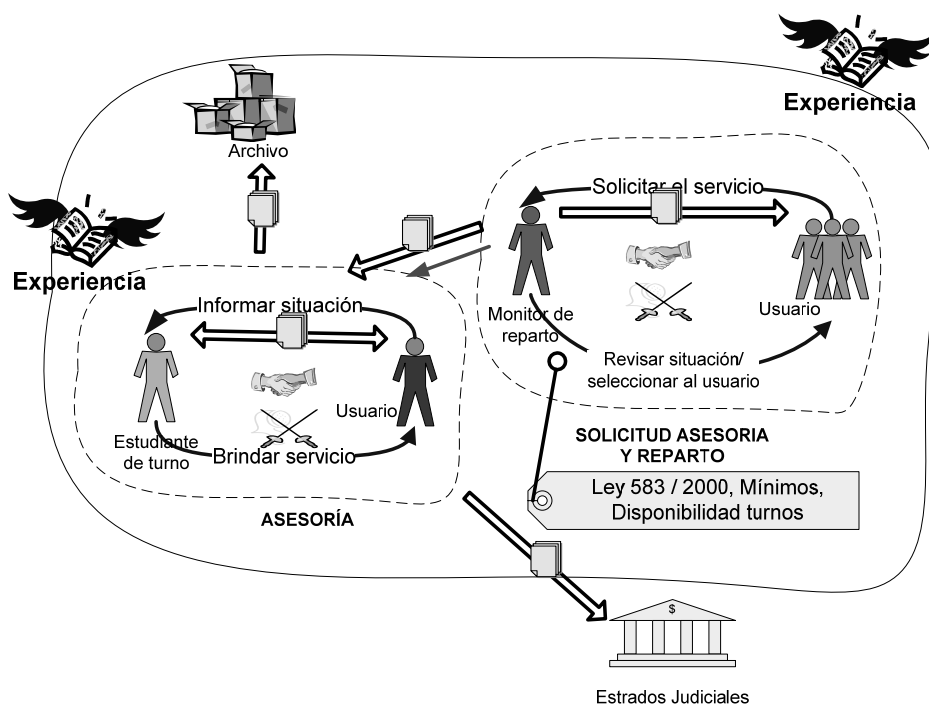 Experiencia
Archivo
Solicitar el servicio
Experiencia
Informar situación
Monitor de
reparto
Usuario
Revisar situación/
seleccionar al usuario
Usuario
Estudiante
de turno
Brindar servicio
SOLICITUD ASESORIA
Y REPARTO
Ley 583 / 2000, Mínimos,
Disponibilidad turnos
ASESORÍA
$
Estrados Judiciales